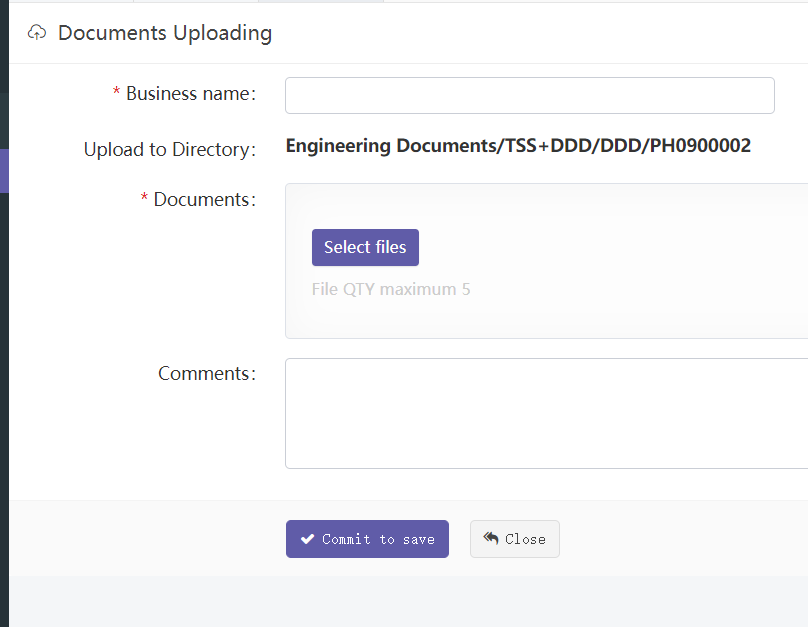 Documents Uploading
* Business name:
Upload to Directory: Engineering Documents/TSS+DDD/DDD/PH0900002
* Documents:
Select files
File QTY maximum 5
Comments:
Commit to save Close